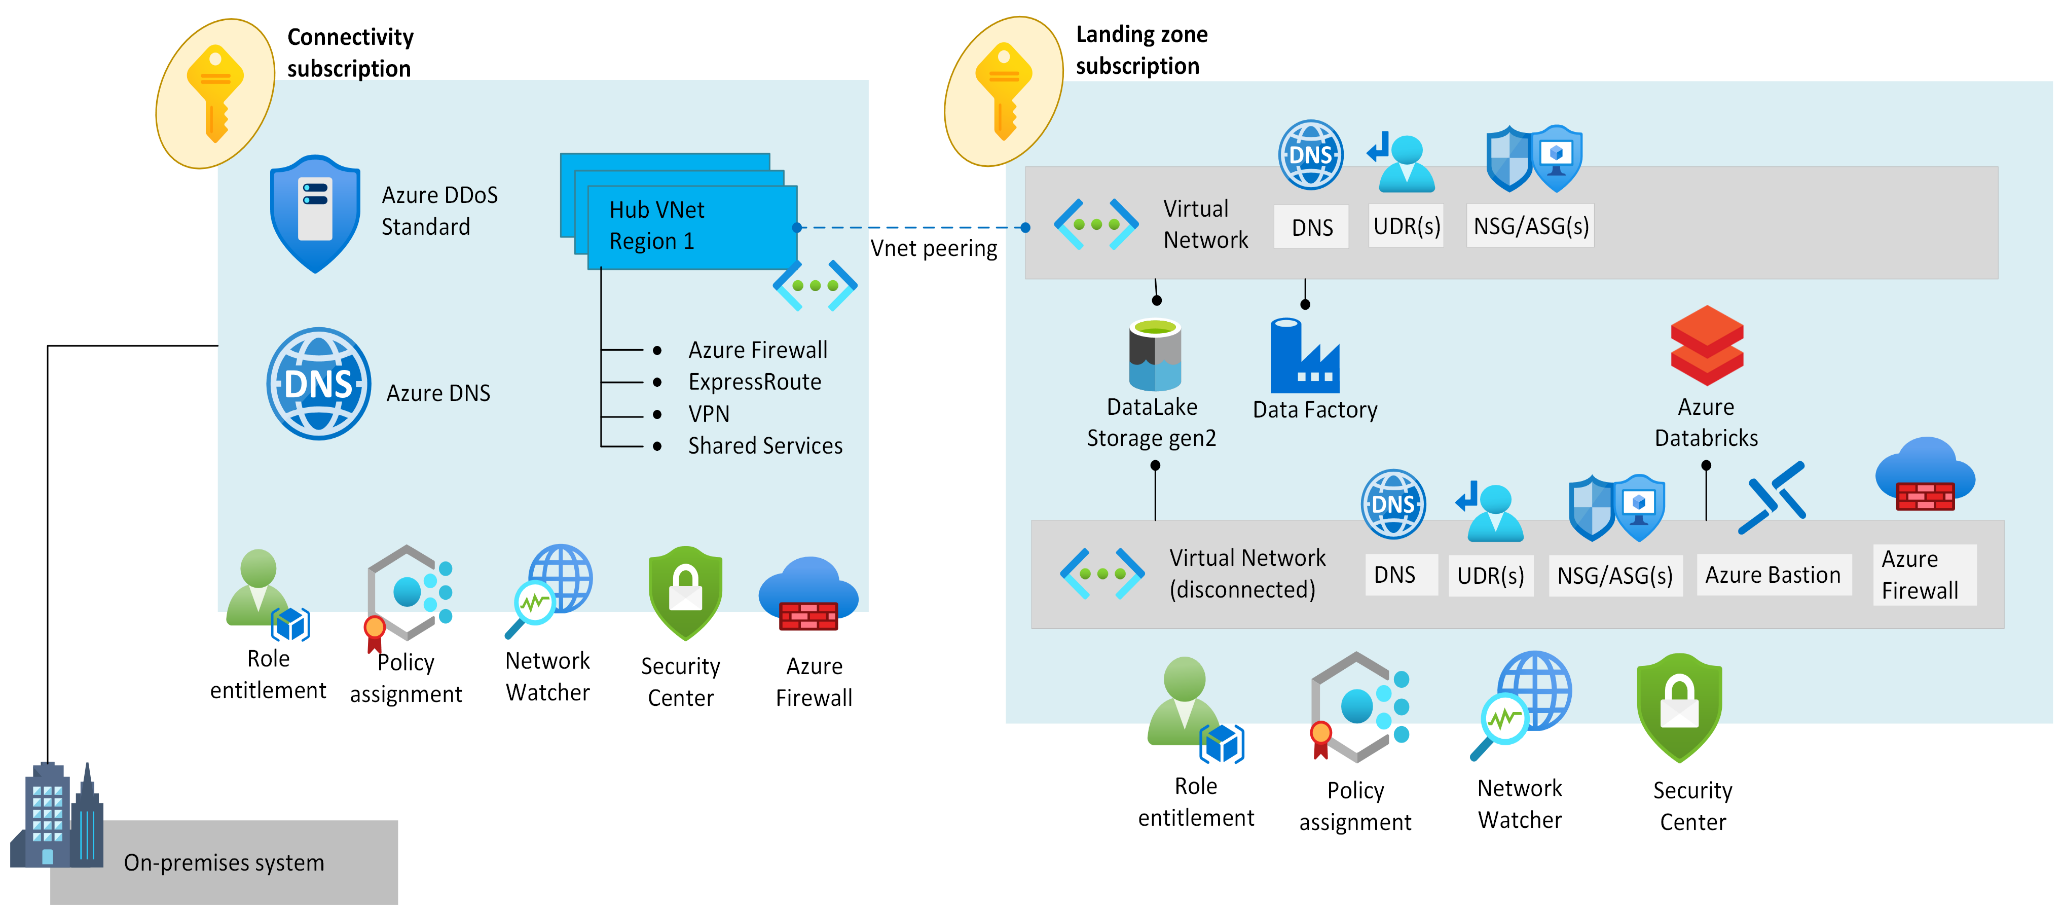 Connectivity
subscription
Azure DDoS
Standard
Hub VNet
Region 1
Azure DNS
DNS
Azure Firewall
ExpressRoute
VPN
Shared Services
Role
entitlement
Policy
assignment
Network
Watcher
Security
Center
Azure
Firewall
On-premises system
Vnet peering
Landing zone
subscription
Virtual
Network
DNS
DNS
UDR(s)
NSG/ASG(s)
DataLake
Storage gen2
Data Factory
Azure
Databricks
Virtual Network
(disconnected)
DNS
DNS
UDR(s)
NSG/ASG(s)
Azure Bastion
Azure
Firewall
Role
entitlement
Policy
assignment
Network
Watcher
Security
Center